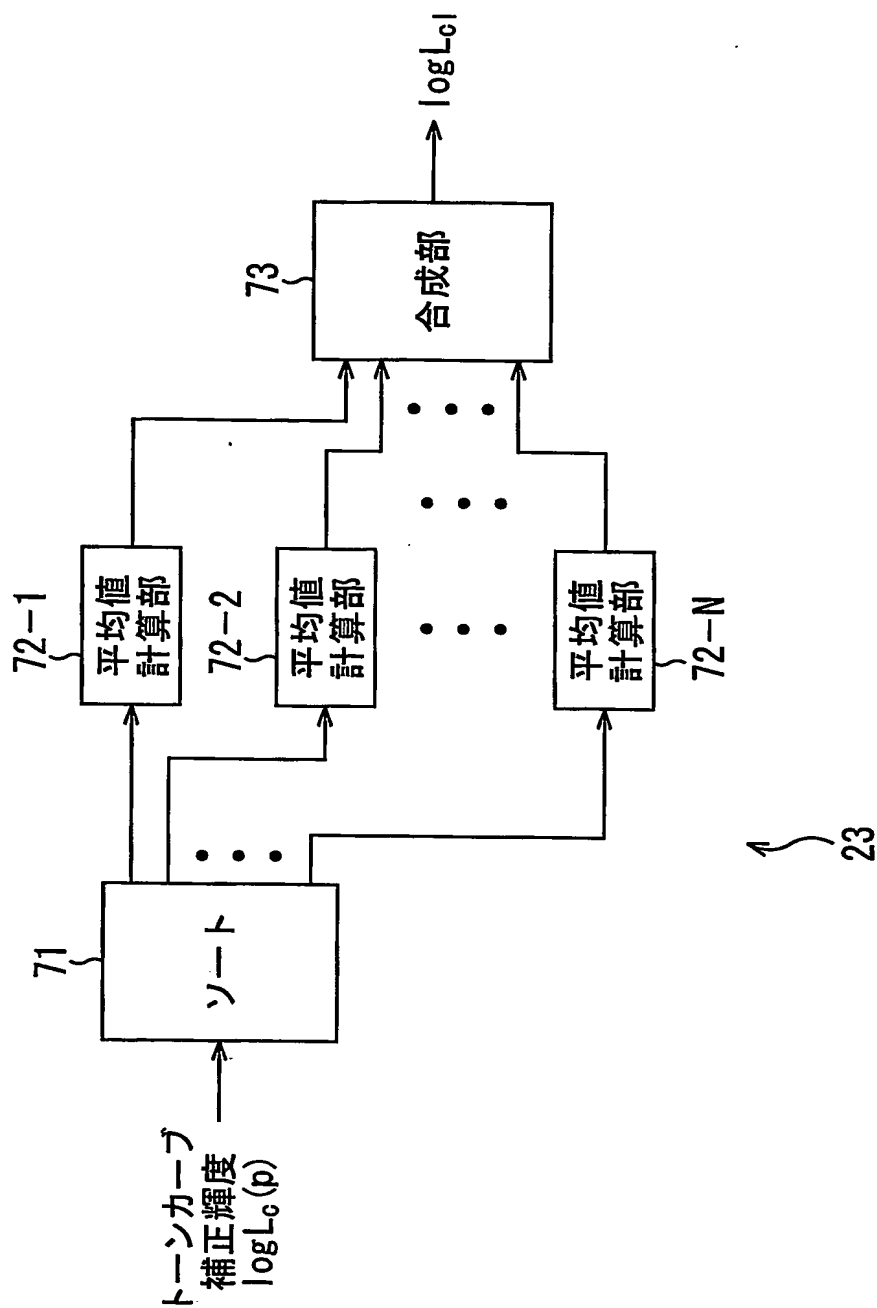 トーンカーブ
補正輝度
logLc(p)
71
ソート
72-1
平均値
計算部
72-2
平均値
計算部
72-N
平均値
計算部
73
合成部
logLcl
23